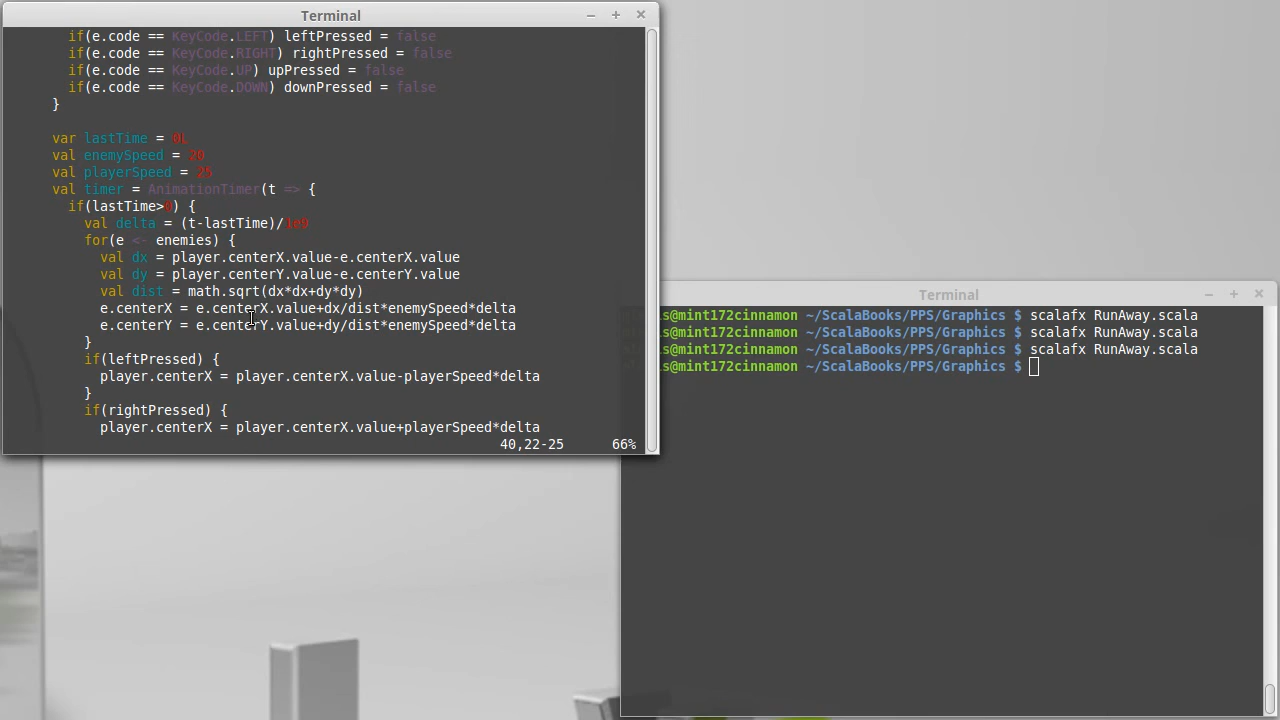 Terminal
if(e.code == KeyCode.LEFT) leftPressed = false
if(e.code == KeyCode.RIGHT) rightPressed = false
if(e.code == KeyCode.UP) upPressed = false
if(e.code == KeyCode.DOWN) downPressed = false
}
var lastTime = 0L
val enemySpeed = 20
val playerSpeed = 25
val timer = AnimationTimer(t => {
if(lastTime>0) {
val delta = (t-lastTime)/1e9
for(e <- enemies) {
val dx = player.centerX.value-e.centerX.value
val dy = player.centerY.value-e.centerY.value
val dist = math.sqrt(dx*dx+dy*dy)
e.centerX = e.centerX.value+dx/dist*enemySpeed*delta
e.centerY = e.centerY.value+dy/dist*enemySpeed*delta
}
if(leftPressed) {
player.centerX = player.centerX.value-playerSpeed*delta
}
if(rightPressed) {
player.centerX = player.centerX.value+playerSpeed*delta
40,22-25 66%
Terminal
s@mint172cinnamon ~/ScalaBooks/PPS/Graphics $ scalafx RunAway.scala
s@mint172cinnamon ~/ScalaBooks/PPS/Graphics $ scalafx RunAway.scala
s@mint172cinnamon ~/ScalaBooks/PPS/Graphics $ scalafx RunAway.scala
s@mint172cinnamon ~/ScalaBooks/PPS/Graphics $